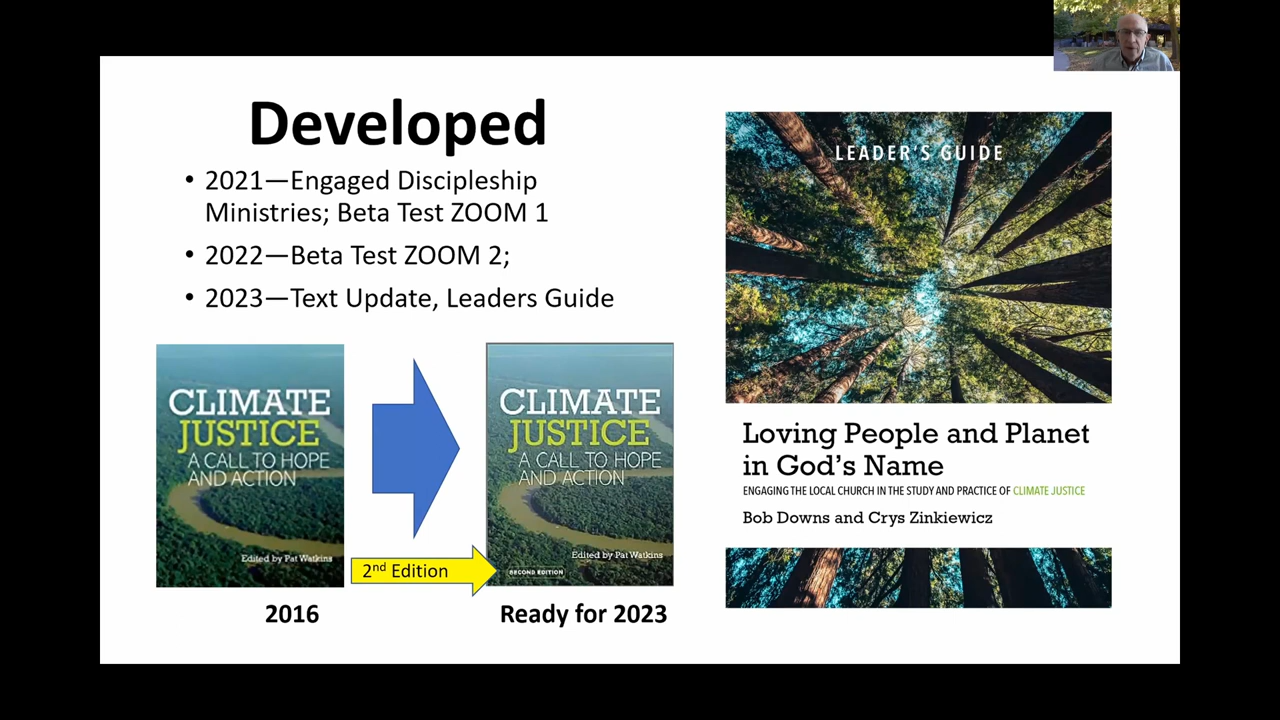 Developed
• 2021—Engaged Discipleship
Ministries; Beta Test ZOOM 1
• 2022—Beta Test ZOOM 2;
• 2023—Text Update, Leaders Guide
CLIMATE
JUSTICE
A CALL TO HOPE
AND ACTION
Edited by Pat Watkins
2016
2nd Edition
CLIMATE
JUSTICE
A CALL TO HOPE
AND ACTION
Edited by Pat Watkins
SECOND EDITION
Ready for 2023
LEADER'S GUIDE
Loving People and Planet
in God's Name
ENGAGING THE LOCAL CHURCH IN THE STUDY AND PRACTICE OF CLIMATE JUSTICE
Bob Downs and Crys Zinkiewicz